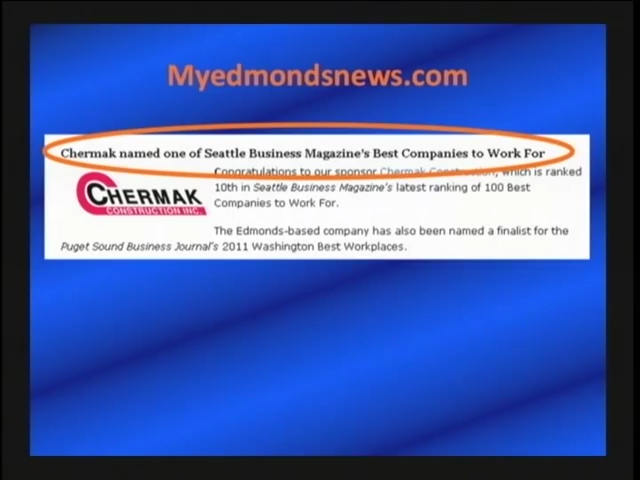 Myedmondsnews.com
Chermak named one of Seattle Business Magazine's Best Companies to Work For
Congratulations to our sponsor Chermak Construction, which is ranked
CHERMAK
CONSTRUCTION INC.
10th in Seattle Business Magazine's latest ranking of 100 Best
Companies to Work For.
The Edmonds-based company has also been named a finalist for the
Puget Sound Business Journal's 2011 Washington Best Workplaces.